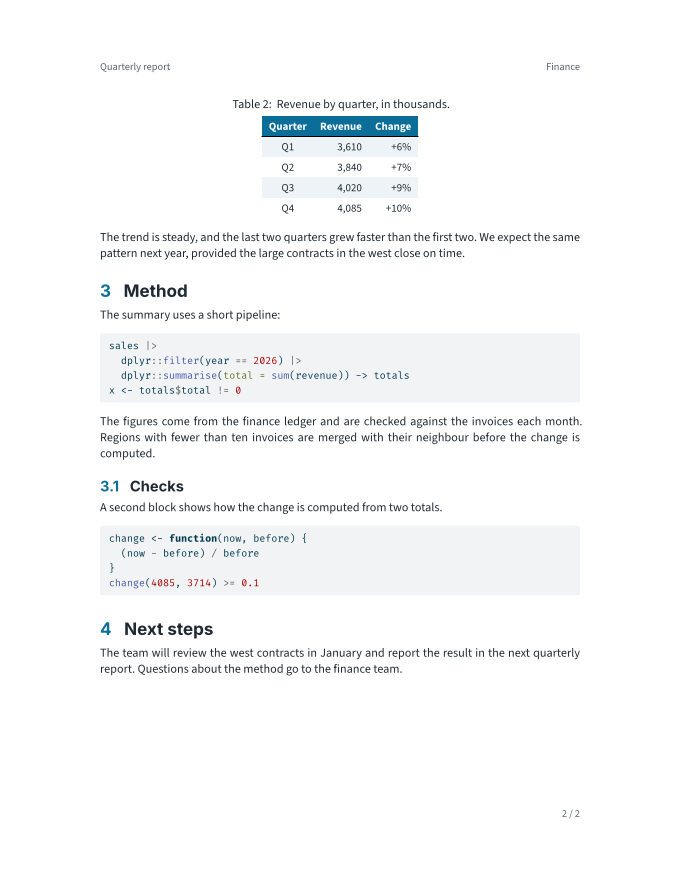 Quarterly report Finance
Table 2: Revenue by quarter, in thousands.
Quarter Revenue Change
Q1 3,610 +6%
Q2 3,840 +7%
Q3 4,020 +9%
Q4 4,085 +10%
The trend is steady, and the last two quarters grew faster than the first two. We expect the same
pattern next year, provided the large contracts in the west close on time.
3 Method
The summary uses a short pipeline:
sales |>
  dplyr::filter(year == 2026) |>
  dplyr::summarise(total = sum(revenue)) -> totals
x <- totals$total != 0
The figures come from the finance ledger and are checked against the invoices each month.
Regions with fewer than ten invoices are merged with their neighbour before the change is
computed.
3.1 Checks
A second block shows how the change is computed from two totals.
change <- function(now, before) {
  (now - before) / before
}
change(4085, 3714) >= 0.1
4 Next steps
The team will review the west contracts in January and report the result in the next quarterly
report. Questions about the method go to the finance team.
2 / 2